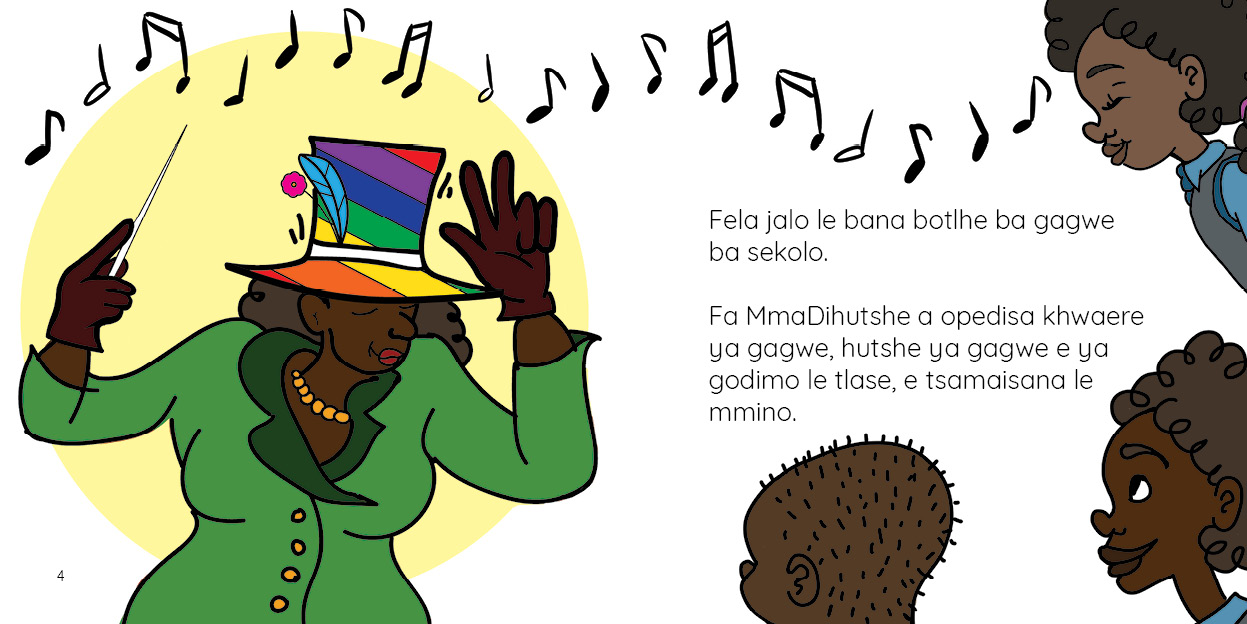 Fela jalo le bana botlhe ba gagwe
ba sekolo.
Fa MmaDihutshe a opedisa khwaere
ya gagwe, hutshe ya gagwe e ya
godimo le tlase, e tsamaisana le
mmino.
4